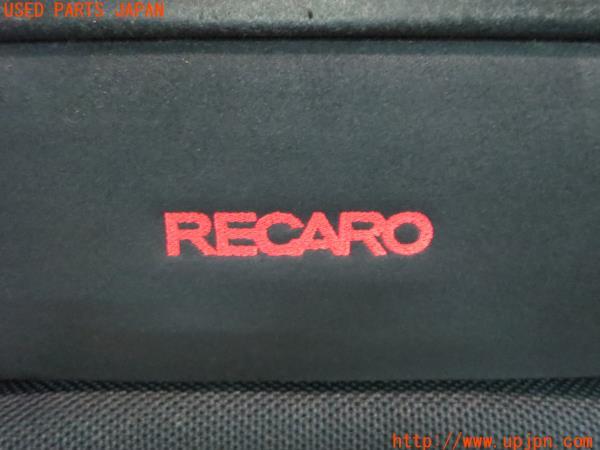 USED PARTS JAPAN
RECARO
http://www.upjpn.com/